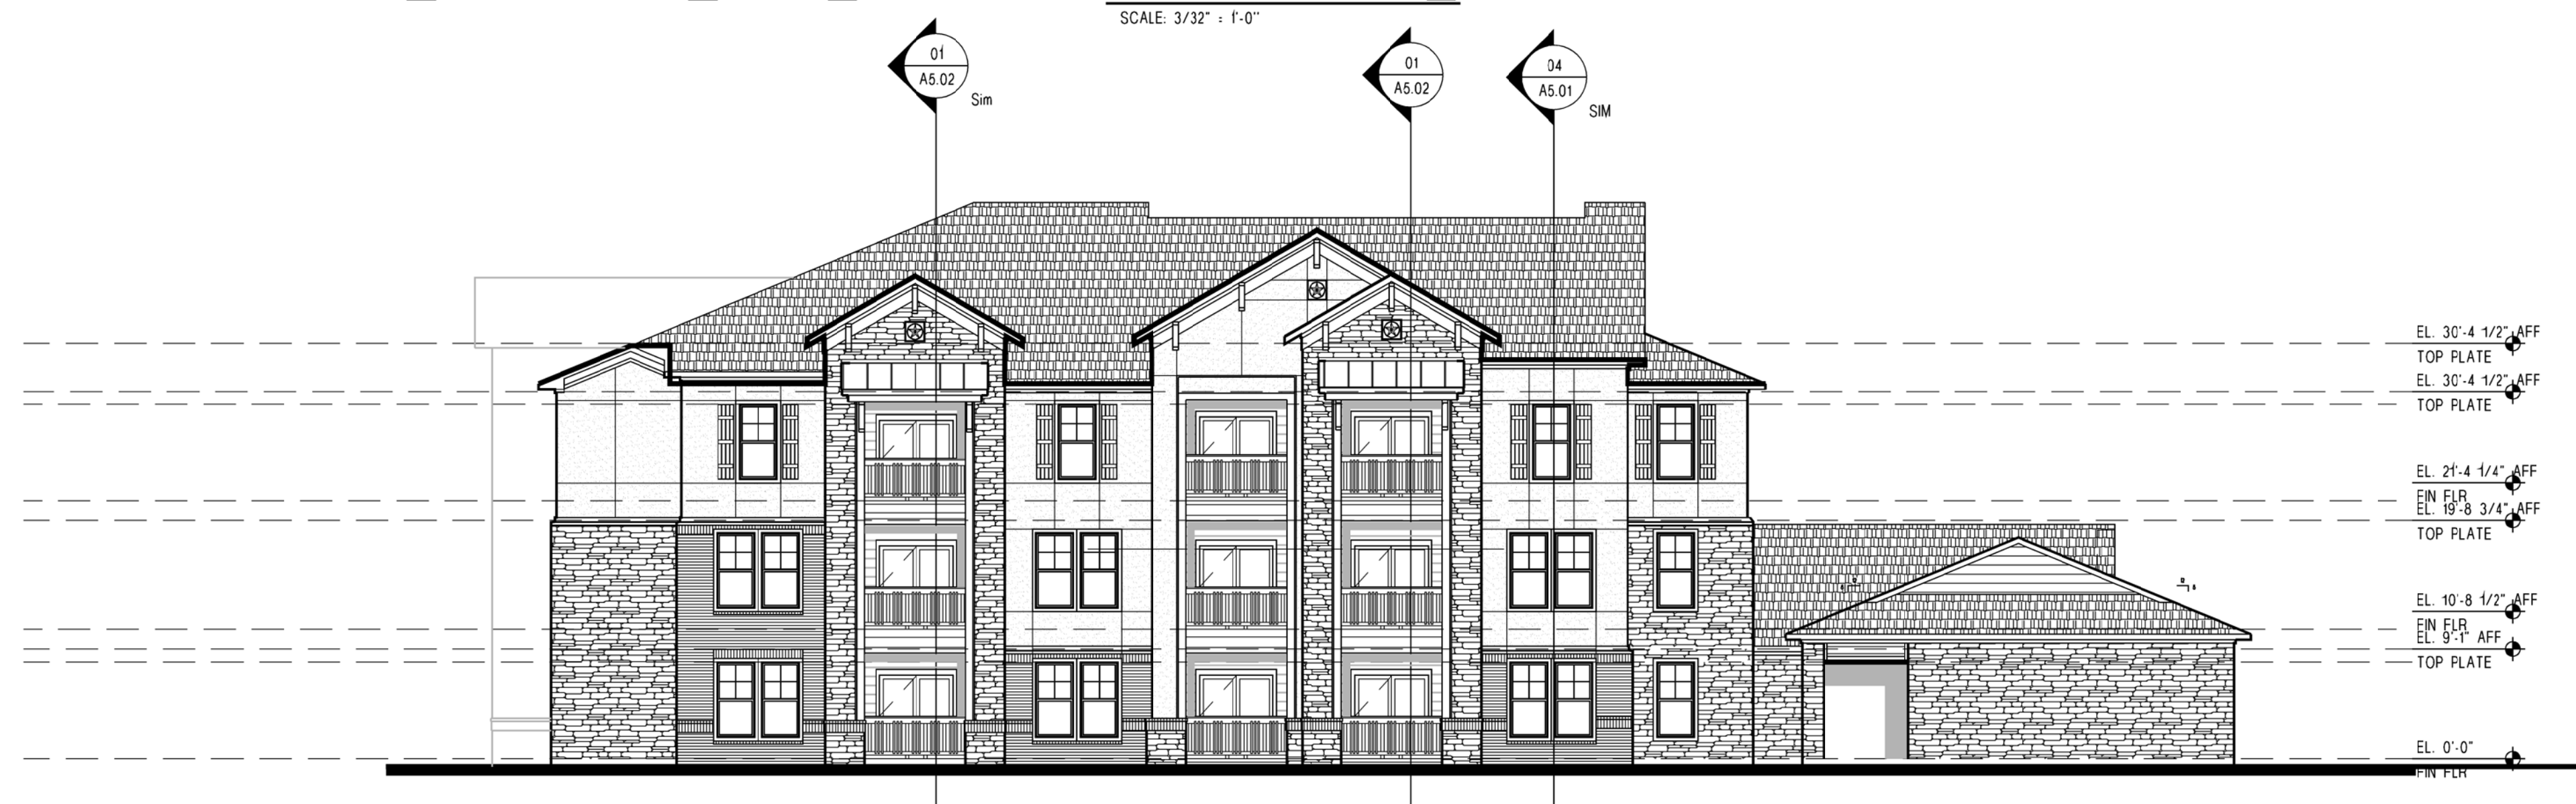 SCALE: 3/32" = 1'-0"
01
A5.02
Sim
01
A5.02
04
A5.01
SIM
EL. 30'-4 1/2" AFF
TOP PLATE
EL. 30'-4 1/2" AFF
TOP PLATE
EL. 21'-4 1/4" AFF
FIN FLR
EL. 19'-8 3/4" AFF
TOP PLATE
EL. 10'-8 1/2" AFF
FIN FLR
EL. 9'-1" AFF
TOP PLATE
EL. 0'-0"
FIN FLR